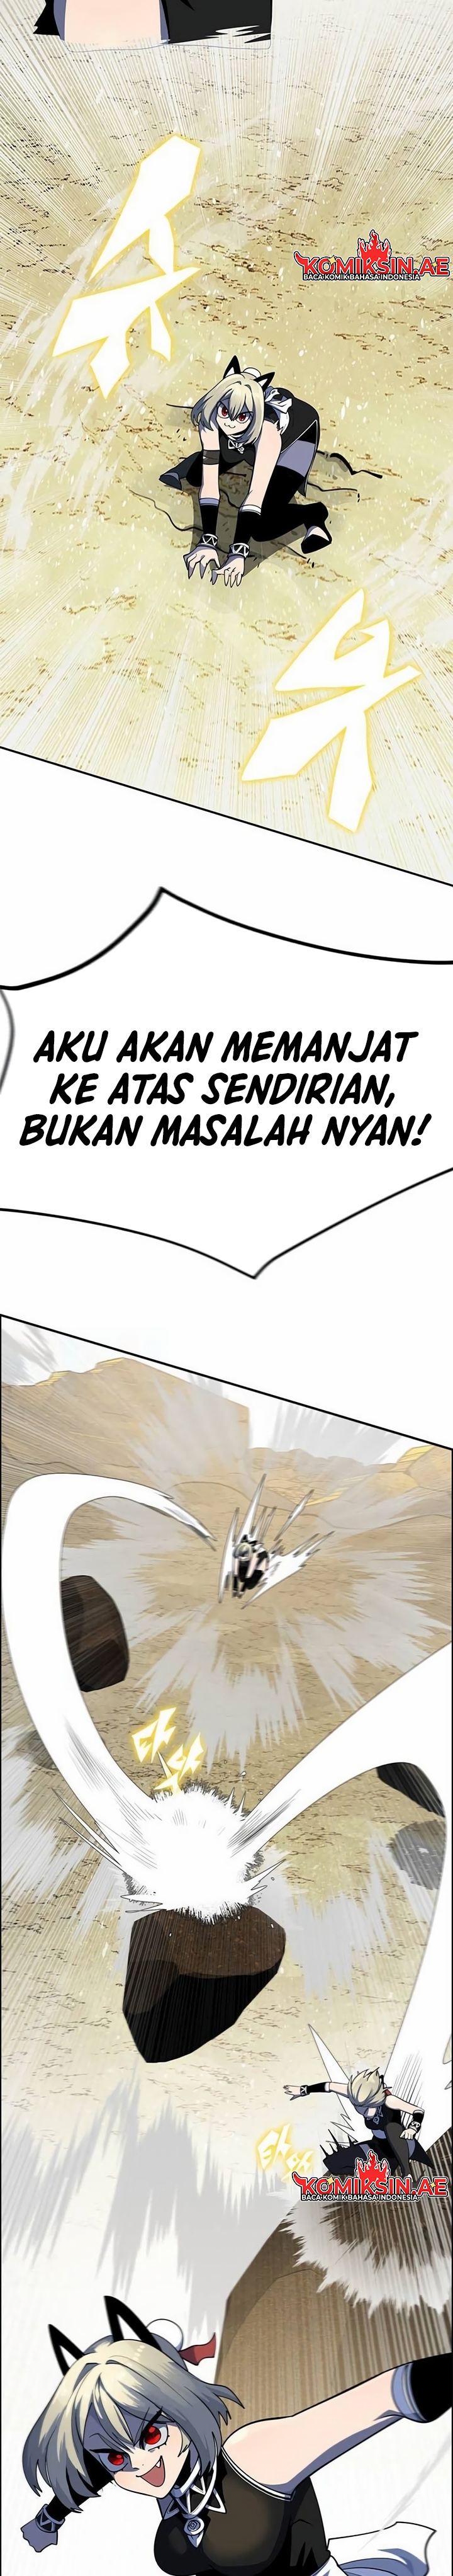 KOMIKSIN.AE
BACA KOMIK BAHASA INDONESIA
AKU AKAN MEMANJAT
KE ATAS SENDIRIAN,
BUKAN MASALAH NYAN!
KOMIKSIN.AE
BACA KOMIK BAHASA INDONESIA